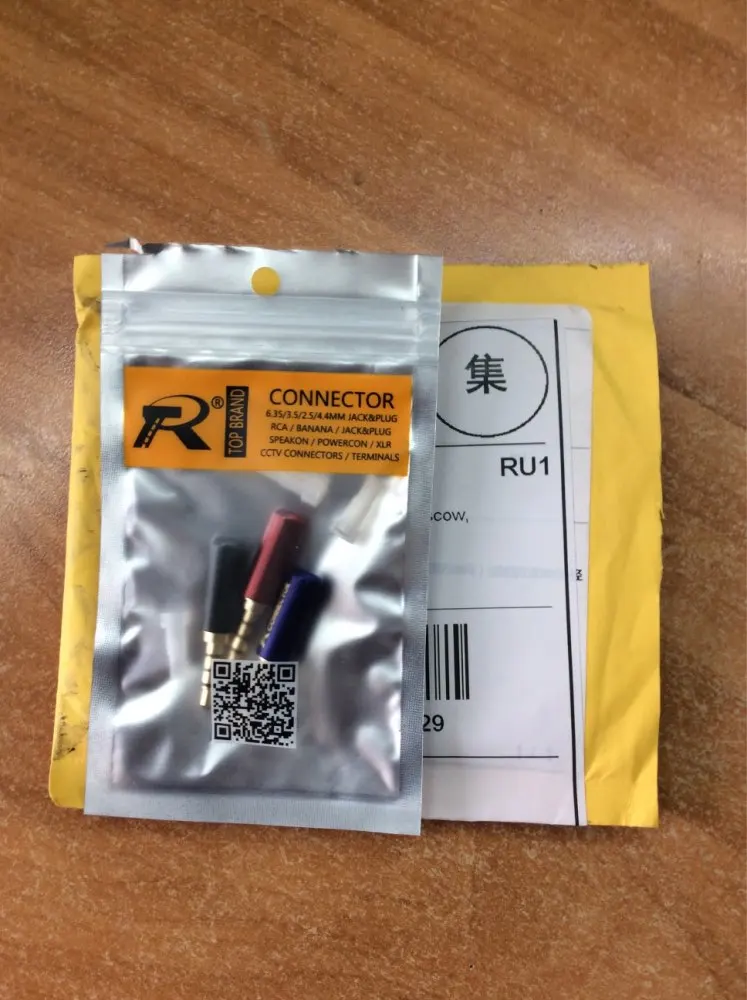 R®
TOP BRAND
CONNECTOR
6.35/3.5/2.5/4.4MM JACK&PLUG
RCA / BANANA / JACK&PLUG
SPEAKON / POWERCON / XLR
CCTV CONNECTORS / TERMINALS
集
RU1
scow,
29